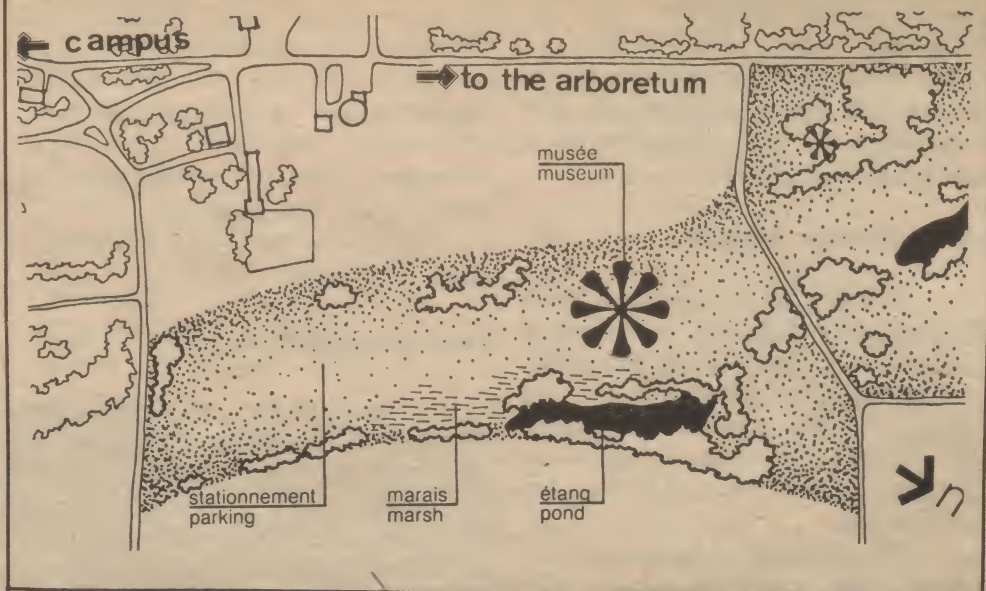 campus
to the arboretum
musée
museum
stationnement
parking
marais
marsh
étang
pond
n